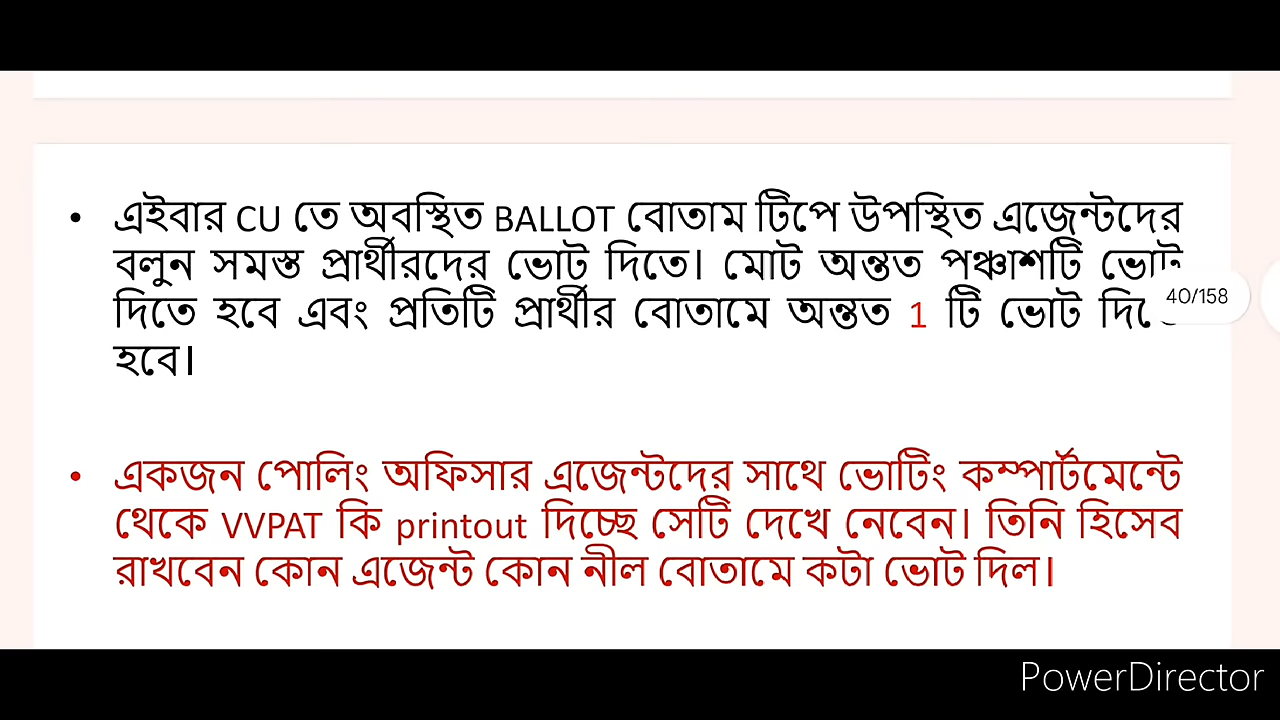 • এইবার CU তে অবস্থিত BALLOT বোতাম টিপে উপস্থিত এজেন্টদের
বলুন সমস্ত প্রার্থীরদের ভোট দিতে। মোট অন্তত পঞ্চাশটি ভোট
দিতে হবে এবং প্রতিটি প্রার্থীর বোতামে অন্তত 1 টি ভোট
হবে।
40/158
• একজন পোলিং অফিসার এজেন্টদের সাথে ভোটিং কম্পার্টমেন্টে
থেকে VVPAT কি printout দিচ্ছে সেটি দেখে নেবেন। তিনি হিসেব
রাখবেন কোন এজেন্ট কোন নীল বোতামে কটা ভোট দিল।
PowerDirector